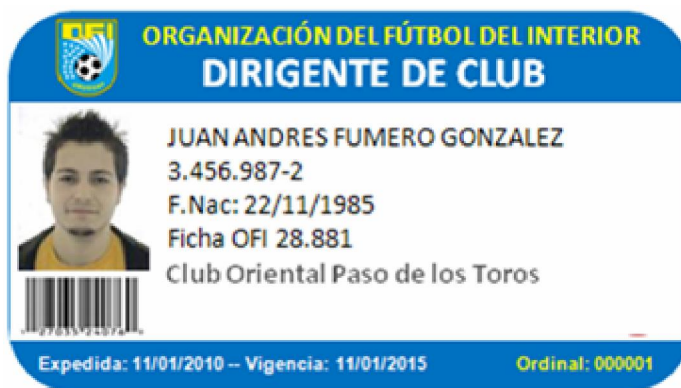 OFI
ORGANIZACIÓN DEL FÚTBOL DEL INTERIOR
DIRIGENTE DE CLUB
JUAN ANDRES FUMERO GONZALEZ
3.456.987-2
F.Nac: 22/11/1985
Ficha OFI 28.881
Club Oriental Paso de los Toros
Expedida: 11/01/2010 -- Vigencia: 11/01/2015
Ordinal: 000001